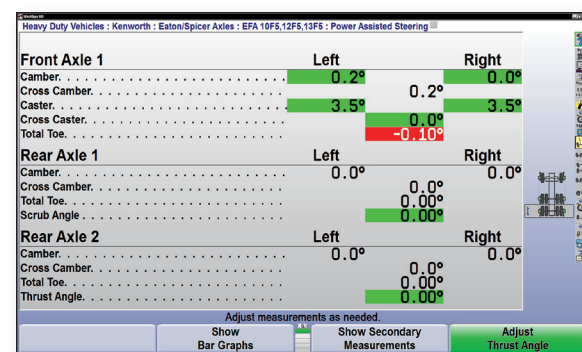 WinAlign HD
Heavy Duty Vehicles : Kenworth : Eaton/Spicer Axles : EFA 10F5,12F5,13F5 : Power Assisted Steering
Front Axle 1 Left Right
Camber. . . . . . . . . . . . . . . . . . . . . . . . . . . 0.2° 0.0°
Cross Camber. . . . . . . . . . . . . . . . . . . . . . . 0.2°
Caster. . . . . . . . . . . . . . . . . . . . . . . . . . . . 3.5° 3.5°
Cross Caster. . . . . . . . . . . . . . . . . . . . . . . . 0.0°
Total Toe. . . . . . . . . . . . . . . . . . . . . . . . . . -0.10°
Rear Axle 1 Left Right
Camber. . . . . . . . . . . . . . . . . . . . . . . . . . . 0.0° 0.0°
Cross Camber. . . . . . . . . . . . . . . . . . . . . . . 0.0°
Total Toe. . . . . . . . . . . . . . . . . . . . . . . . . . 0.00°
Scrub Angle . . . . . . . . . . . . . . . . . . . . . . . . 0.00°
Rear Axle 2 Left Right
Camber. . . . . . . . . . . . . . . . . . . . . . . . . . . 0.0° 0.0°
Cross Camber. . . . . . . . . . . . . . . . . . . . . . . 0.0°
Total Toe. . . . . . . . . . . . . . . . . . . . . . . . . . 0.00°
Thrust Angle. . . . . . . . . . . . . . . . . . . . . . . . 0.00°
Adjust measurements as needed.
Show Show Secondary Adjust
Bar Graphs Measurements Thrust Angle